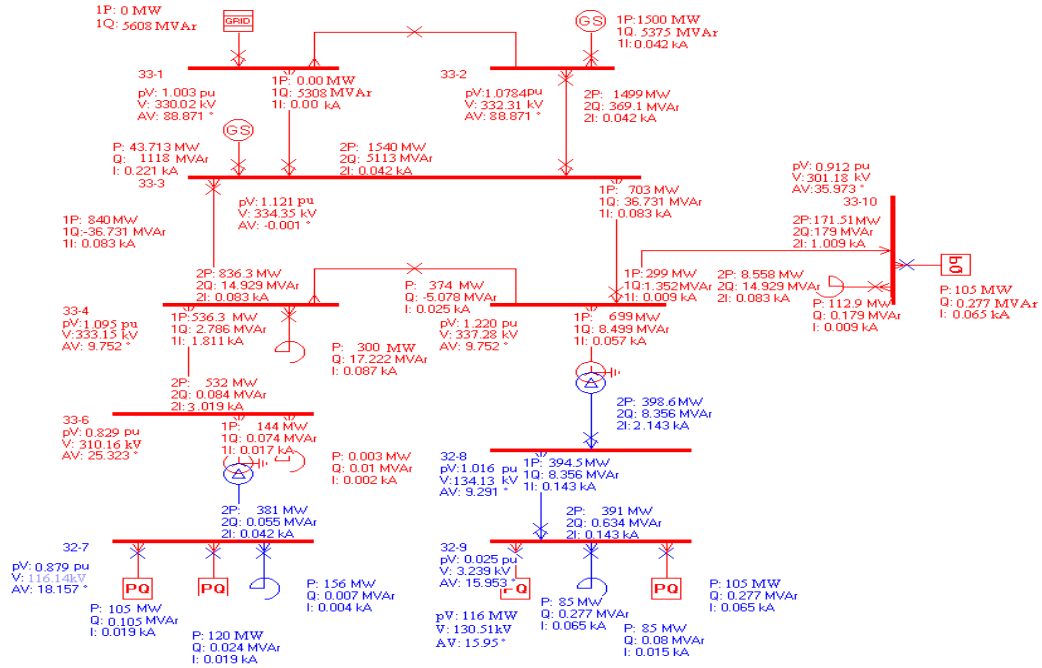 1P: 0 MW
1Q: 5608 MVAr
GRID
GS
1P:1500 MW
1Q. 5375 MVAr
1I:0.042 kA
33-1
pV: 1.003 pu
V: 330.02 kV
AV: 88.871 °
1P: 0.00 MW
1Q: 5308 MVAr
1I: 0.00 kA
33-2
pV:1.0784pu
V: 332.31 kV
AV: 88.871 °
2P: 1499 MW
2Q: 369.1 MVAr
2I: 0.042 kA
GS
P: 43.713 MW
Q: 1118 MVAr
I: 0.221 kA
33-3
2P: 1540 MW
2Q: 5113 MVAr
2I: 0.042 kA
pV: 0.912 pu
V: 301.18 kV
AV:35.973 °
33-10
pV: 1.121 pu
V: 334.35 kV
AV: -0.001 °
1P: 703 MW
1Q: 36.731 MVAr
1I: 0.083 kA
1P: 840 MW
1Q:-36.731 MVAr
1I: 0.083 kA
2P:171.51 MW
2Q:179 MVAr
2I: 1.009 kA
PQ
2P: 836.3 MW
2Q: 14.929 MVAr
2I: 0.083 kA
P: 374 MW
Q: -5.078 MVAr
I: 0.025 kA
1P: 299 MW
1Q:1.352 MVAr
1I: 0.009 kA
2P: 8.558 MW
2Q: 14.929 MVAr
2I: 0.083 kA
P: 112.9 MW
Q: 0.179 MVAr
I: 0.009 kA
P: 105 MW
Q: 0.277 MVAr
I: 0.065 kA
33-4
pV:1.095 pu
V:333.15 kV
AV: 9.752 °
1P:536.3 MW
1Q: 2.786 MVAr
1I: 1.811 kA
pV: 1.220 pu
V: 337.28 kV
AV: 9.752 °
1P: 699 MW
1Q: 8.499 MVAr
1I: 0.057 kA
P: 300 MW
Q: 17.222 MVAr
I: 0.087 kA
2P: 532 MW
2Q: 0.084 MVAr
2I: 3.019 kA
2P: 398.6 MW
2Q: 8.356 MVAr
2I: 2.143 kA
33-6
pV: 0.829 pu
V: 310.16 kV
AV: 25.323 °
1P: 144 MW
1Q: 0.074 MVAr
1I: 0.017 kA
P: 0.003 MW
Q: 0.01 MVAr
I: 0.002 kA
32-8
pV:1.016 pu
V:134.13 kV
AV: 9.291 °
1P: 394.5 MW
1Q: 8.356 MVAr
1I: 0.143 kA
2P: 381 MW
2Q: 0.055 MVAr
2I: 0.042 kA
2P: 391 MW
2Q: 0.634 MVAr
2I: 0.143 kA
32-7
pV: 0.879 pu
V: 116.14kV
AV: 18.157 °
PQ
PQ
32-9
pV: 0.025 pu
V: 3.239 kV
AV: 15.953 °
PQ
P: 105 MW
Q: 0.105 MVAr
I: 0.019 kA
P: 120 MW
Q: 0.024 MVAr
I: 0.019 kA
P: 156 MW
Q: 0.007 MVAr
I: 0.004 kA
pV: 116 MW
V: 130.51kV
AV: 15.95°
P: 85 MW
Q: 0.277 MVAr
I: 0.065 kA
P: 85 MW
Q: 0.08 MVAr
I: 0.015 kA
P: 105 MW
Q: 0.277 MVAr
I: 0.065 kA